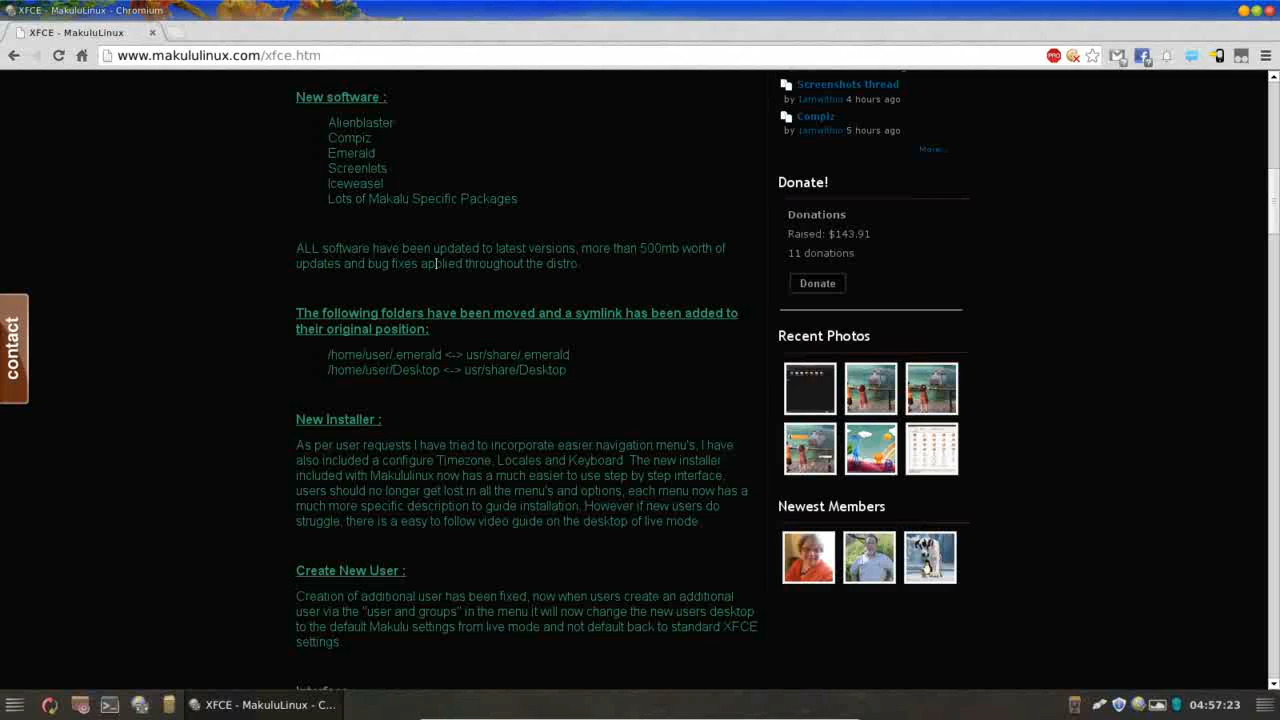 XFCE - MakuluLinux - Chromium
XFCE - MakuluLinux
www.makululinux.com/xfce.htm
PRO
New software :
Alienblaster
Compiz
Emerald
Screenlets
Iceweasel
Lots of Makalu Specific Packages
ALL software have been updated to latest versions, more than 500mb worth of
updates and bug fixes applied throughout the distro.
The following folders have been moved and a symlink has been added to
their original position:
/home/user/.emerald <-> usr/share/.emerald
/home/user/Desktop <-> usr/share/Desktop
New Installer :
As per user requests I have tried to incorporate easier navigation menu's, I have
also included a configure Timezone, Locales and Keyboard. The new installer
included with Makululinux now has a much easier to use step by step interface,
users should no longer get lost in all the menu's and options, each menu now has a
much more specific description to guide installation. However if new users do
struggle, there is a easy to follow video guide on the desktop of live mode.
Create New User :
Creation of additional user has been fixed, now when users create an additional
user via the "user and groups" in the menu it will now change the new users desktop
to the default Makulu settings from live mode and not default back to standard XFCE
settings.
Interface
Screenshots thread
by 1amwithio 4 hours ago
Compiz
by 1amwithio 5 hours ago
More...
Donate!
Donations
Raised: $143.91
11 donations
Donate
Recent Photos
Newest Members
contact
XFCE - MakuluLinux - C...
04:57:23